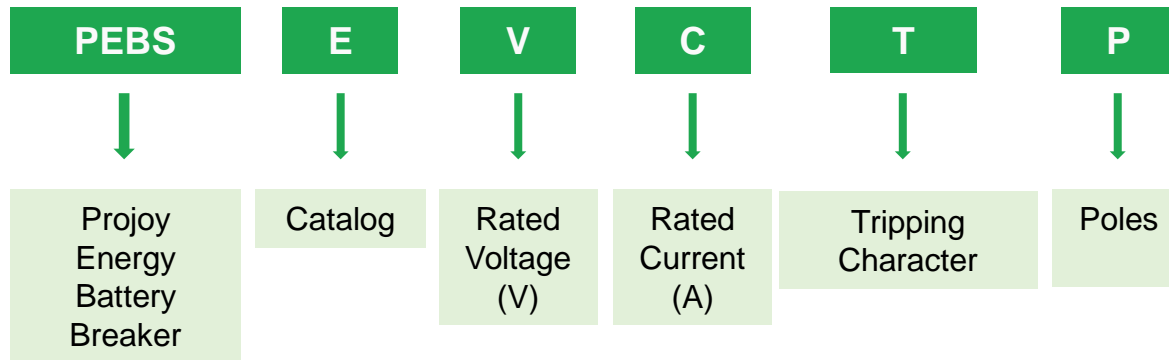 PEBS E V C T P
Projoy
Energy
Battery
Breaker
Catalog
Rated
Voltage
(V)
Rated
Current
(A)
Tripping
Character
Poles